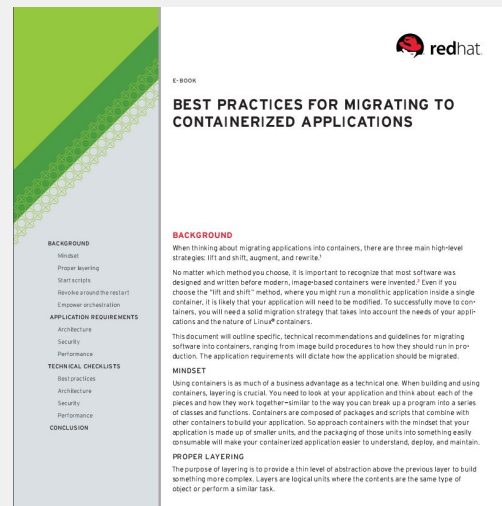 redhat.
E-BOOK
BEST PRACTICES FOR MIGRATING TO
CONTAINERIZED APPLICATIONS
BACKGROUND
Mindset
Proper layering
Start scripts
Revolve around the restart
Empower orchestration
APPLICATION REQUIREMENTS
Architecture
Security
Performance
TECHNICAL CHECKLISTS
Best practices
Architecture
Security
Performance
CONCLUSION
BACKGROUND
When thinking about migrating applications into containers, there are three main high-level
strategies: lift and shift, augment, and rewrite.¹
No matter which method you choose, it is important to recognize that most software was
designed and written before modern, image-based containers were invented.² Even if you
choose the "lift and shift" method, where you might run a monolithic application inside a single
container, it is likely that your application will need to be modified. To successfully move to con-
tainers, you will need a solid migration strategy that takes into account the needs of your appli-
cations and the nature of Linux® containers.
This document will outline specific, technical recommendations and guidelines for migrating
software into containers, ranging from image build procedures to how they should run in pro-
duction. The application requirements will dictate how the application should be migrated.
MINDSET
Using containers is as much of a business advantage as a technical one. When building and using
containers, layering is crucial. You need to look at your application and think about each of the
pieces and how they work together—similar to the way you can break up a program into a series
of classes and functions. Containers are composed of packages and scripts that combine with
other containers to build your application. So approach containers with the mindset that your
application is made up of smaller units, and the packaging of those units into something easily
consumable will make your containerized application easier to understand, deploy, and maintain.
PROPER LAYERING
The purpose of layering is to provide a thin level of abstraction above the previous layer to build
something more complex. Layers are logical units where the contents are the same type of
object or perform a similar task.